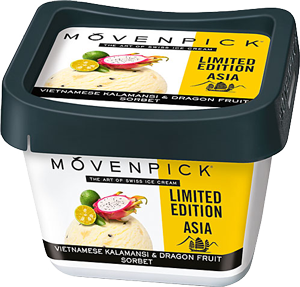 MÖVENPICK
THE ART OF SWISS ICE CREAM
LIMITED
EDITION
ASIA
VIETNAMESE KALAMANSI & DRAGON FRUIT
SORBET
MÖVENPICK
THE ART OF SWISS ICE CREAM
LIMITED
EDITION
ASIA
VIETNAMESE KALAMANSI & DRAGON FRUIT
SORBET